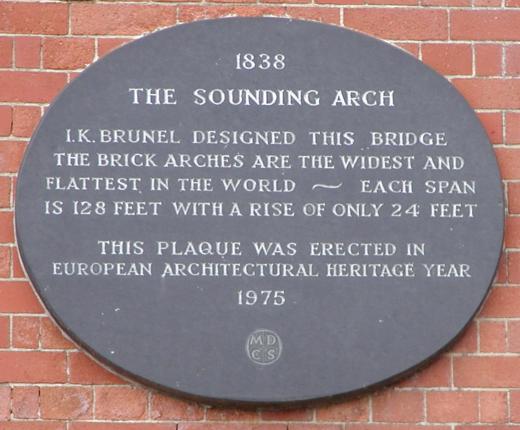 1838
THE SOUNDING ARCH
I.K. BRUNEL DESIGNED THIS BRIDGE
THE BRICK ARCHES ARE THE WIDEST AND
FLATTEST IN THE WORLD ~ EACH SPAN
IS 128 FEET WITH A RISE OF ONLY 24 FEET
THIS PLAQUE WAS ERECTED IN
EUROPEAN ARCHITECTURAL HERITAGE YEAR
1975
MD
CS